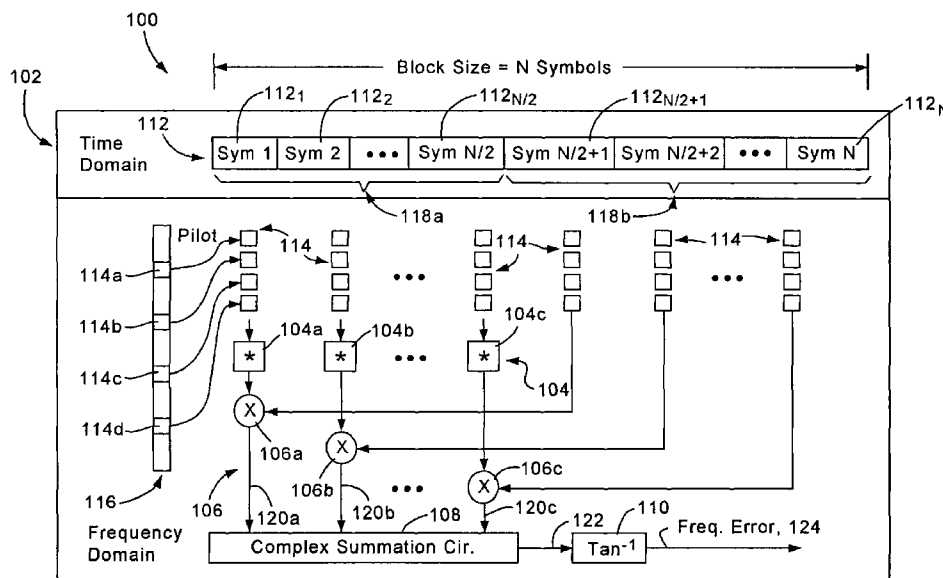 100
Block Size = N Symbols
102
112₁
112₂
112_N/2
112_N/2+1
112_N
Time Domain
112
Sym 1
Sym 2
•••
Sym N/2
Sym N/2+1
Sym N/2+2
•••
Sym N
118a
118b
Pilot
114
114
114
114a
•••
•••
114b
104a
104b
104c
*
*
•••
*
104
114c
X
106a
114d
X
106b
X
106c
116
106
120a
120b
•••
120c
108
122
110
Freq. Error, 124
Frequency Domain
Complex Summation Cir.
Tan⁻¹